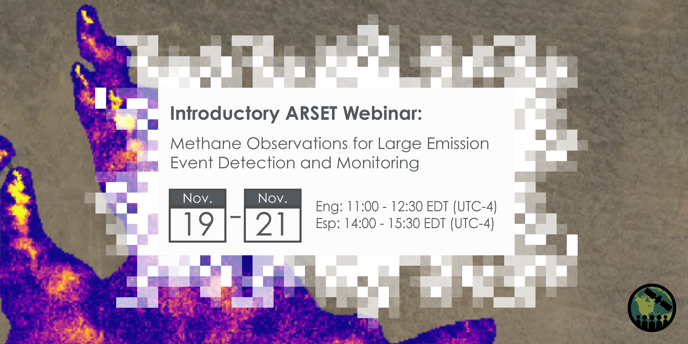 Introductory ARSET Webinar:
Methane Observations for Large Emission
Event Detection and Monitoring
Nov. 19 – Nov. 21
Eng: 11:00 - 12:30 EDT (UTC-4)
Esp: 14:00 - 15:30 EDT (UTC-4)